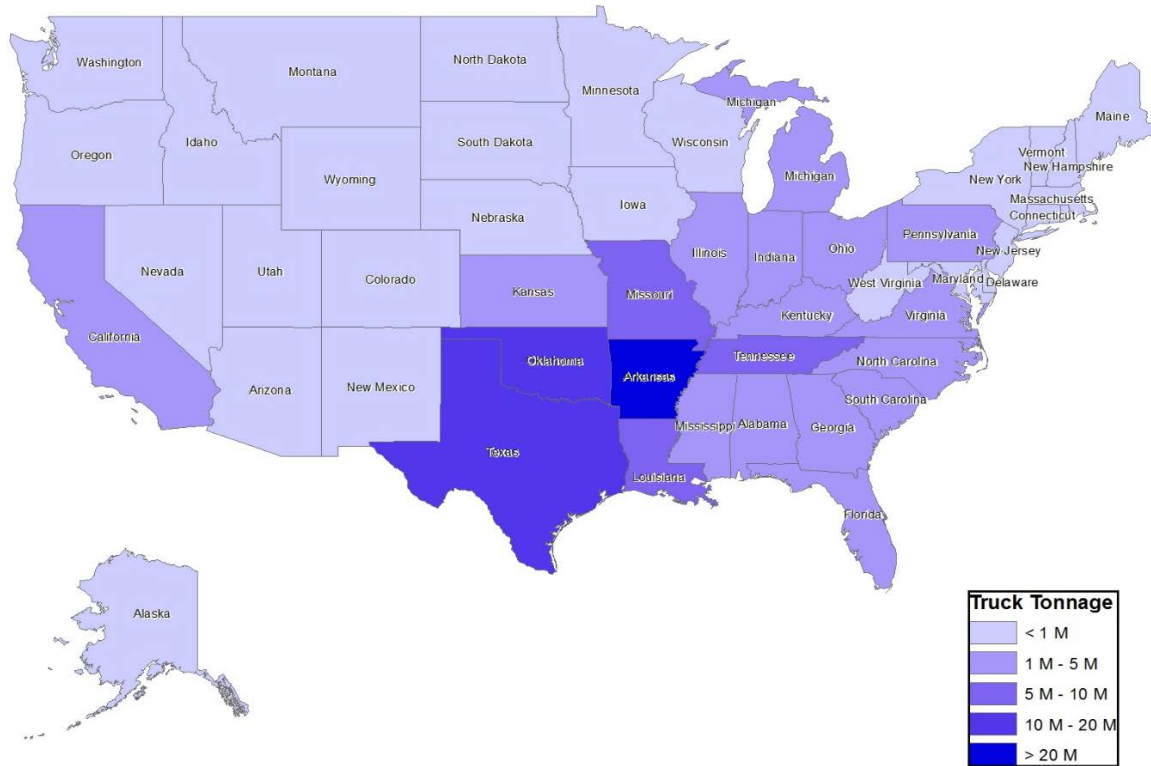 Washington
Montana
North Dakota
Minnesota
Michigan
Maine
Oregon
Idaho
South Dakota
Wisconsin
Vermont
New Hampshire
New York
Wyoming
Michigan
Massachusetts
Connecticut
Iowa
Nebraska
Pennsylvania
New Jersey
Nevada
Utah
Colorado
Illinois
Indiana
Ohio
Maryland
Delaware
West Virginia
Kansas
Missouri
Kentucky
Virginia
California
Oklahoma
Tennessee
North Carolina
Arizona
New Mexico
Arkansas
South Carolina
Mississippi
Alabama
Georgia
Texas
Louisiana
Florida
Alaska
Truck Tonnage
< 1 M
1 M - 5 M
5 M - 10 M
10 M - 20 M
> 20 M